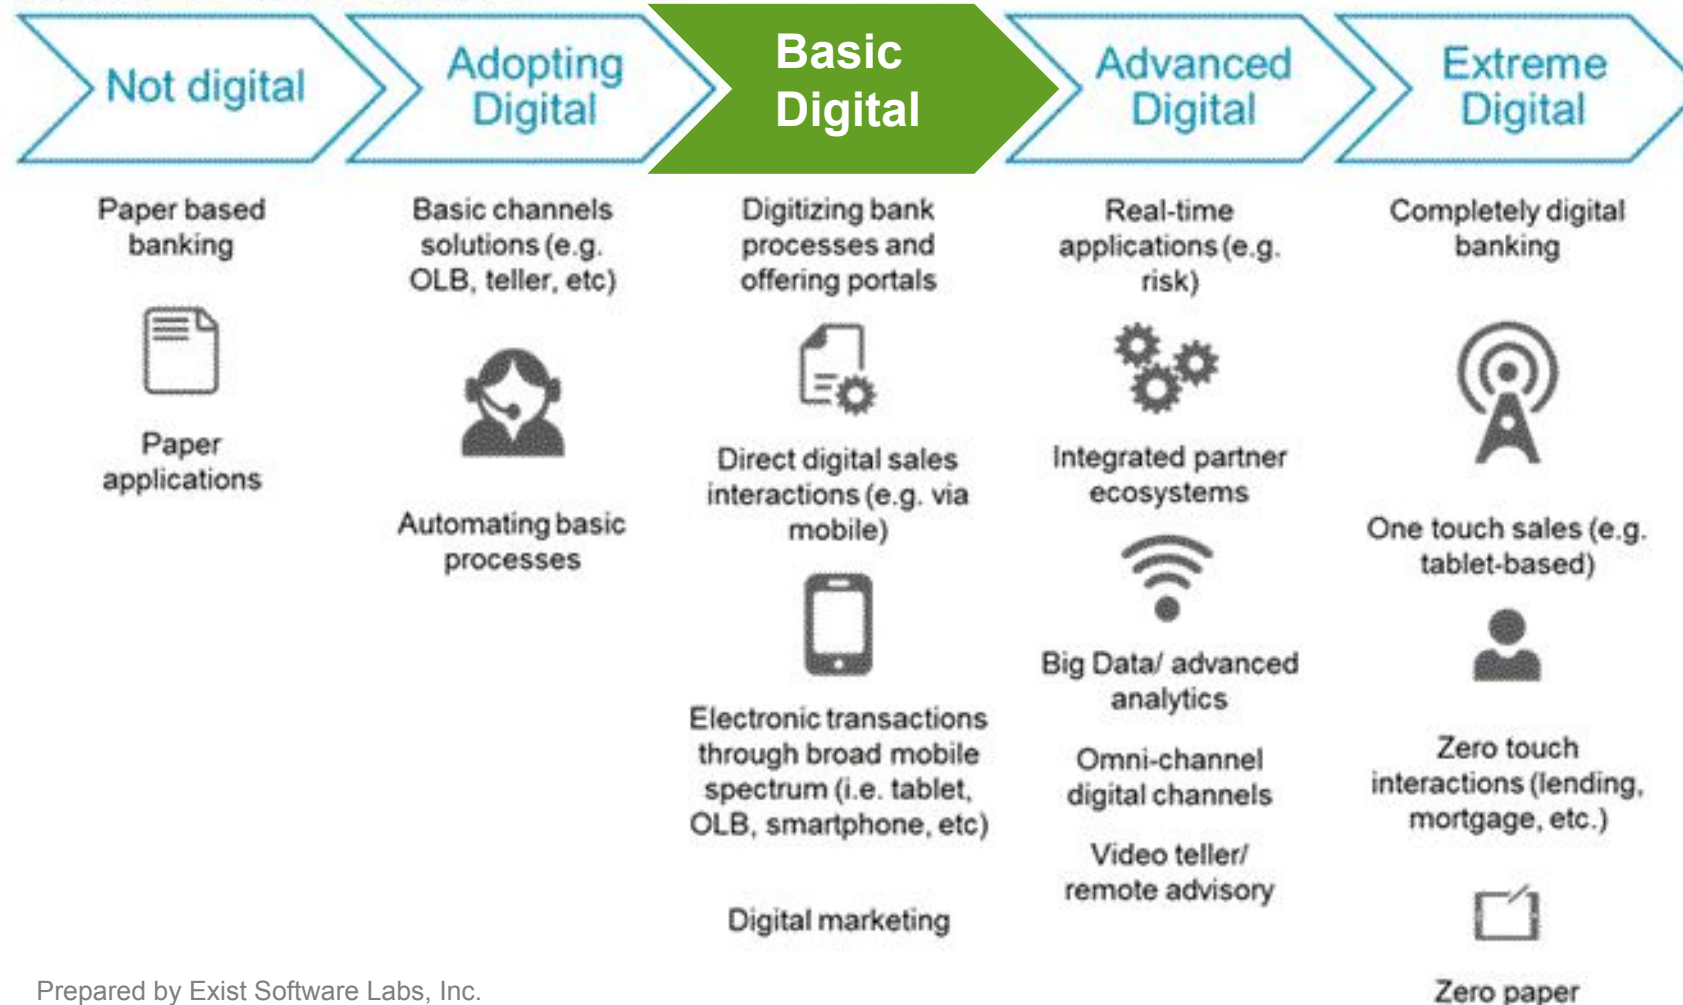 Not digital
Adopting
Digital
Basic
Digital
Advanced
Digital
Extreme
Digital
Paper based
banking
Paper
applications
Basic channels
solutions (e.g.
OLB, teller, etc)
Automating basic
processes
Digitizing bank
processes and
offering portals
Direct digital sales
interactions (e.g. via
mobile)
Electronic transactions
through broad mobile
spectrum (i.e. tablet,
OLB, smartphone, etc)
Digital marketing
Real-time
applications (e.g.
risk)
Integrated partner
ecosystems
Big Data/ advanced
analytics
Omni-channel
digital channels
Video teller/
remote advisory
Completely digital
banking
One touch sales (e.g.
tablet-based)
Zero touch
interactions (lending,
mortgage, etc.)
Zero paper
Prepared by Exist Software Labs, Inc.